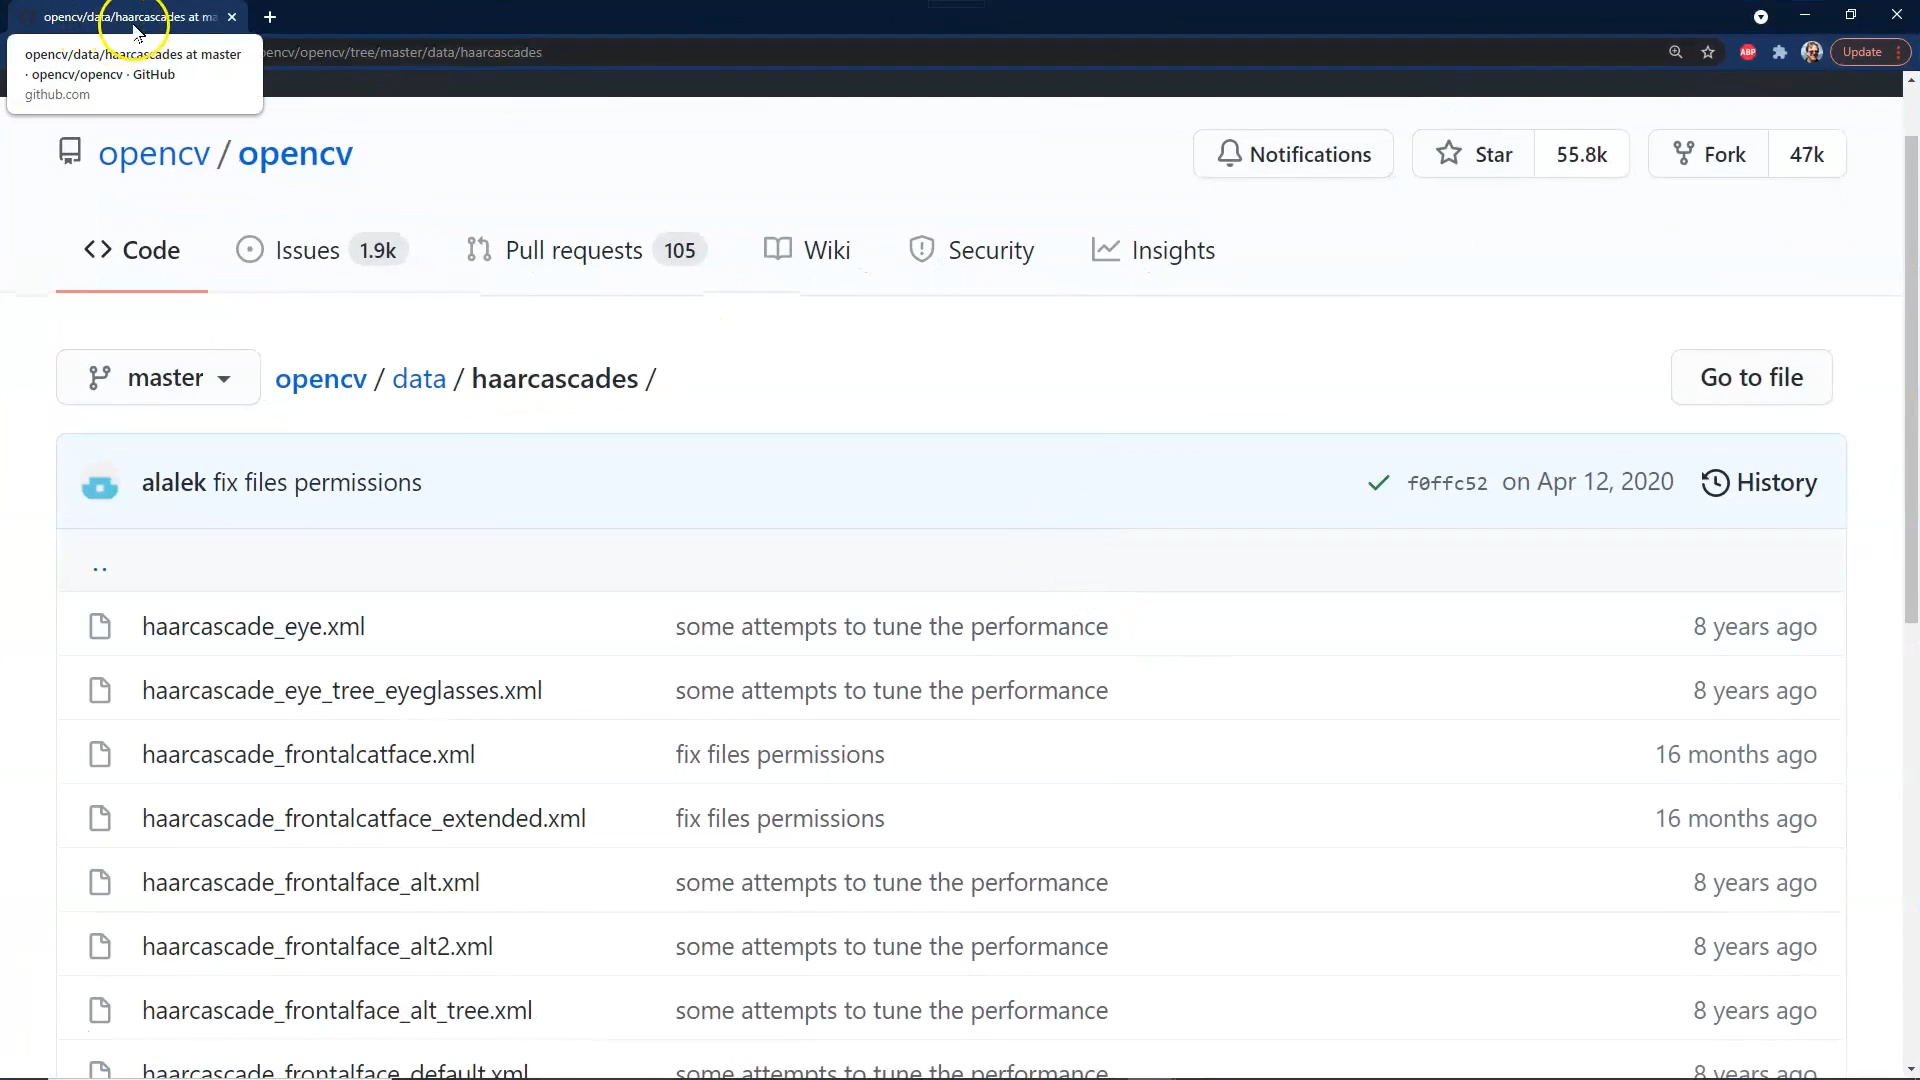 opencv/data/haarcascades at ma
opencv/data/haarcascades at master
· opencv/opencv · GitHub
github.com
encv/opencv/tree/master/data/haarcascades
ABP
Update
opencv / opencv
Notifications
Star 55.8k
Fork 47k
Code
Issues 1.9k
Pull requests 105
Wiki
Security
Insights
master
opencv / data / haarcascades /
Go to file
alalek fix files permissions
f0ffc52 on Apr 12, 2020
History
..
haarcascade_eye.xml some attempts to tune the performance 8 years ago
haarcascade_eye_tree_eyeglasses.xml some attempts to tune the performance 8 years ago
haarcascade_frontalcatface.xml fix files permissions 16 months ago
haarcascade_frontalcatface_extended.xml fix files permissions 16 months ago
haarcascade_frontalface_alt.xml some attempts to tune the performance 8 years ago
haarcascade_frontalface_alt2.xml some attempts to tune the performance 8 years ago
haarcascade_frontalface_alt_tree.xml some attempts to tune the performance 8 years ago
haarcascade_frontalface_default.xml some attempts to tune the performance 8 years ago